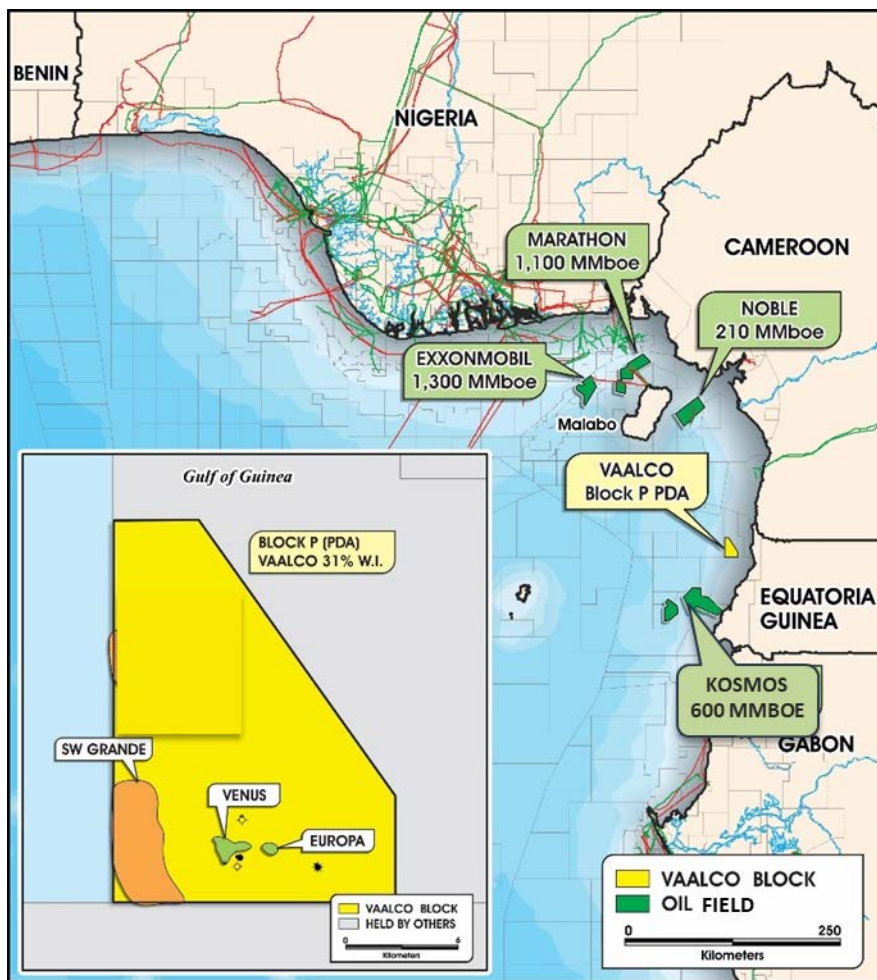 BENIN
NIGERIA
MARATHON
1,100 MMboe
CAMEROON
NOBLE
210 MMboe
EXXONMOBIL
1,300 MMboe
Malabo
VAALCO
Block P PDA
EQUATORIA
GUINEA
KOSMOS
600 MMBOE
GABON
Gulf of Guinea
BLOCK P (PDA)
VAALCO 31% W.I.
SW GRANDE
VENUS
EUROPA
VAALCO BLOCK
HELD BY OTHERS
0 6
Kilometers
VAALCO BLOCK
OIL FIELD
0 250
Kilometers